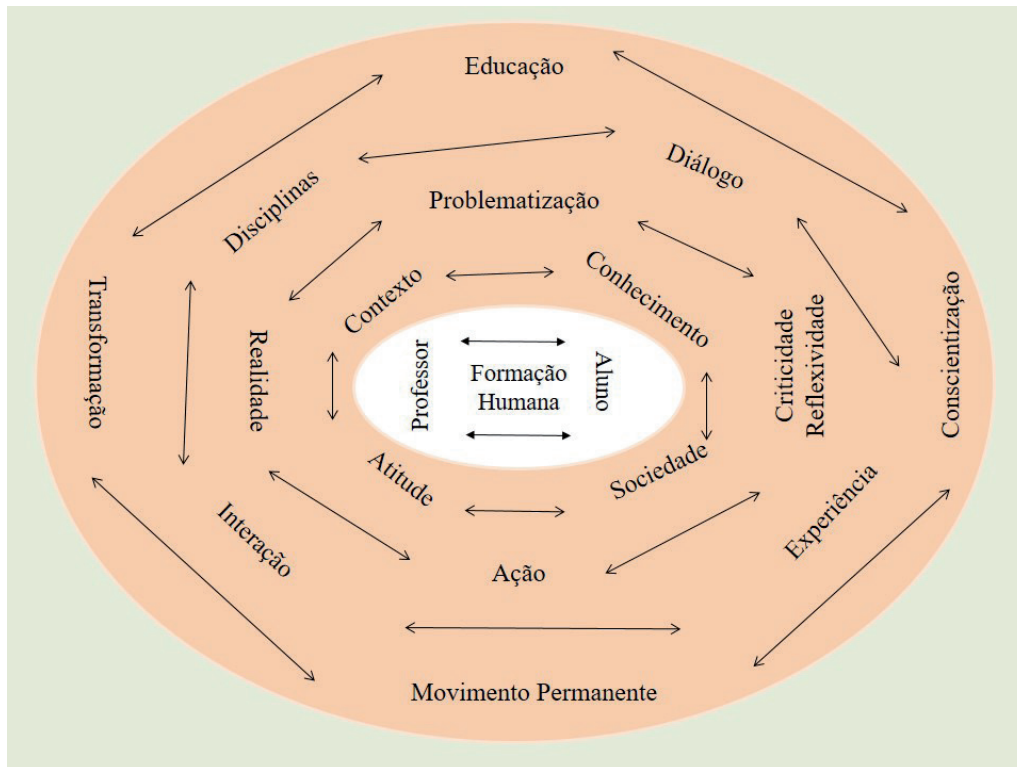 Educação
Diálogo
Disciplinas
Problematização
Conhecimento
Contexto
Transformação
Realidade
Professor
Formação
Humana
Aluno
Criticidade
Reflexividade
Conscientização
Atitude
Sociedade
Interação
Experiência
Ação
Movimento Permanente